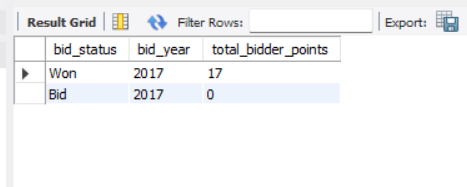 Result Grid Filter Rows: Export:
bid_status bid_year total_bidder_points
Won 2017 17
Bid 2017 0